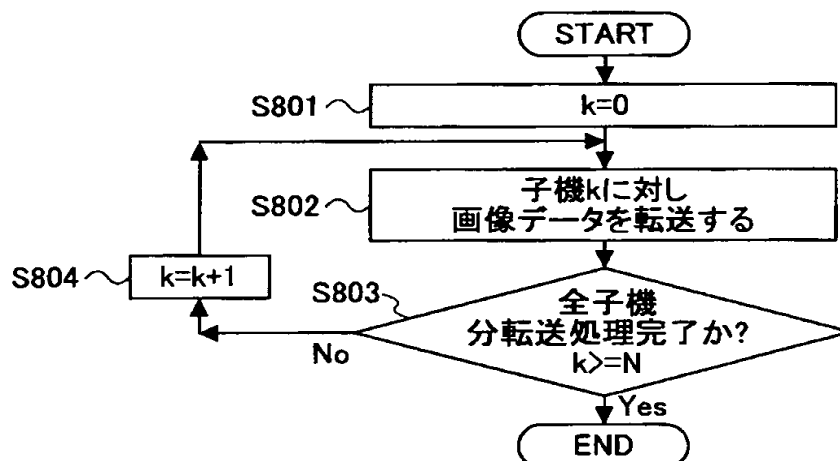 START
S801
k=0
S802
子機kに対し
画像データを転送する
S804
k=k+1
S803
全子機
分転送処理完了か?
k>=N
No
Yes
END